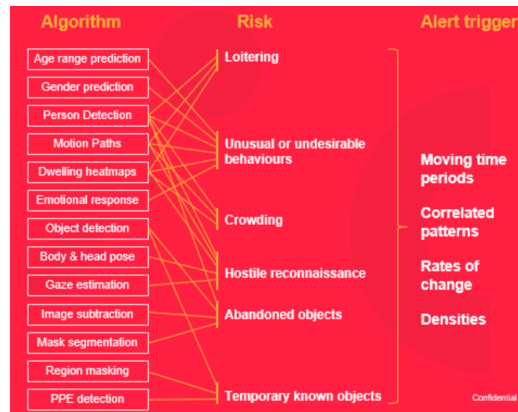 Algorithm
Risk
Alert trigger
Age range prediction
Gender prediction
Person Detection
Motion Paths
Dwelling heatmaps
Emotional response
Object detection
Body & head pose
Gaze estimation
Image subtraction
Mask segmentation
Region masking
PPE detection
Loitering
Unusual or undesirable
behaviours
Crowding
Hostile reconnaissance
Abandoned objects
Temporary known objects
Moving time
periods
Correlated
patterns
Rates of
change
Densities
Confidential